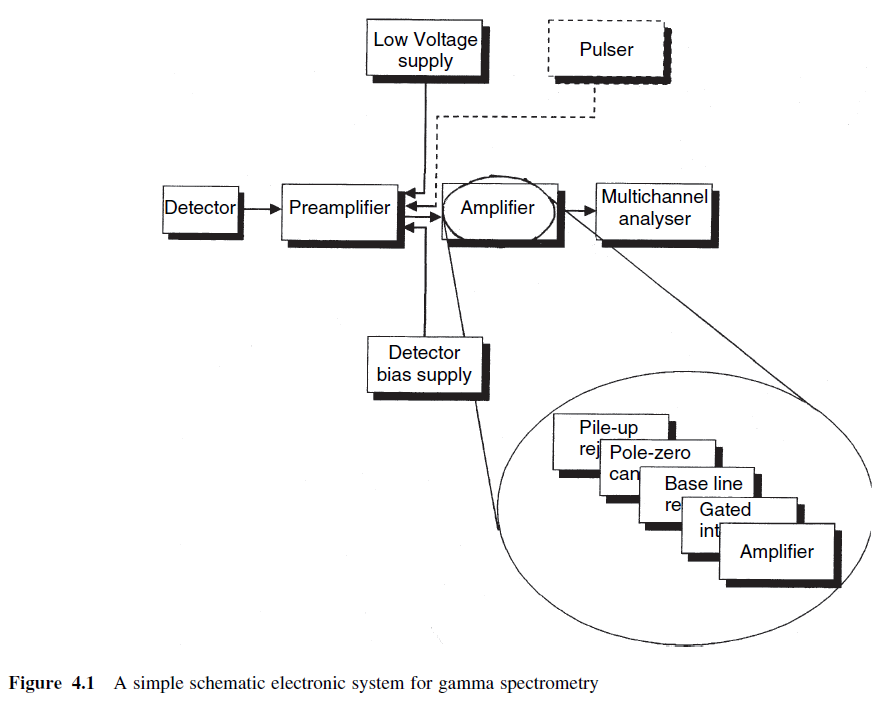 Low Voltage
supply
Pulser
Detector
Preamplifier
Amplifier
Multichannel
analyser
Detector
bias supply
Pile-up
rej
Pole-zero
can
Base line
re
Gated
int
Amplifier
Figure 4.1 A simple schematic electronic system for gamma spectrometry